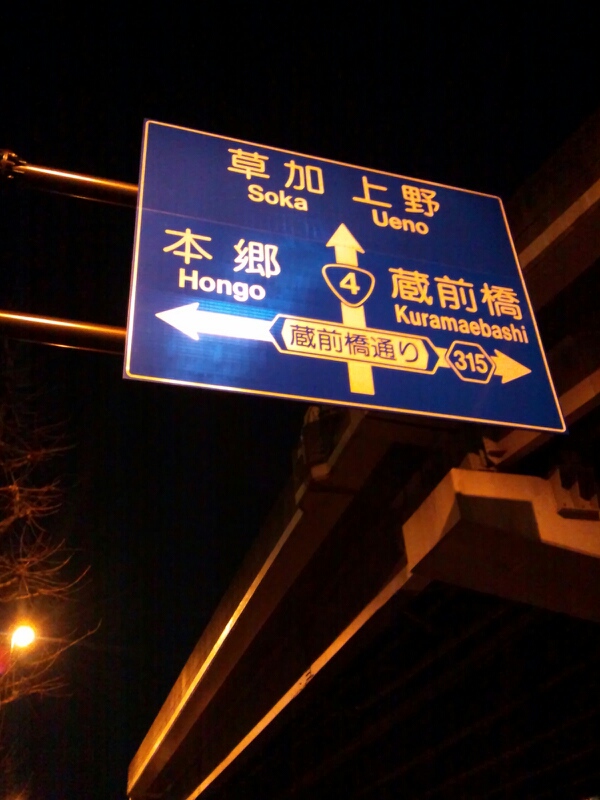 草加 上野
Soka Ueno
本郷
Hongo
4
蔵前橋
Kuramaebashi
蔵前橋通り
315